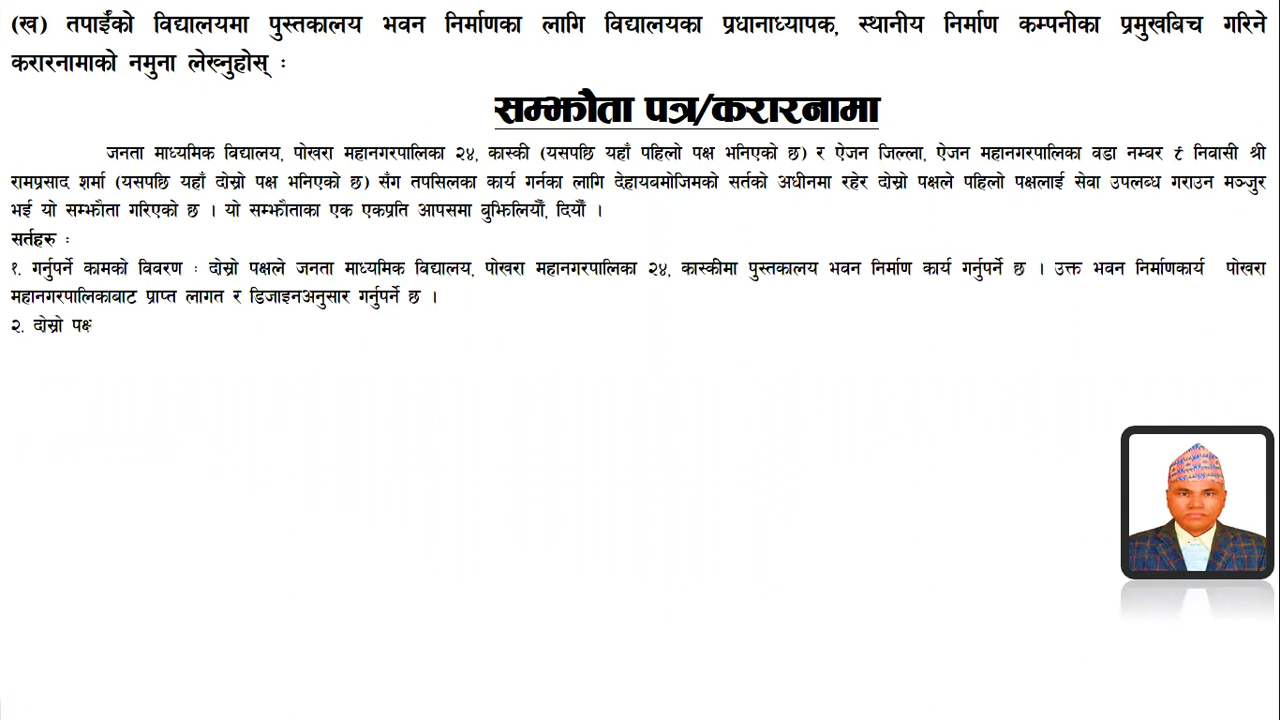 (ख) तपाईँको विद्यालयमा पुस्तकालय भवन निर्माणका लागि विद्यालयका प्रधानाध्यापक, स्थानीय निर्माण कम्पनीका प्रमुखबिच गरिने
करारनामाको नमुना लेख्नुहोस् :
सम्झौता पत्र/करारनामा
जनता माध्यमिक विद्यालय, पोखरा महानगरपालिका २४, कास्की (यसपछि यहाँ पहिलो पक्ष भनिएको छ) र ऐजन जिल्ला, ऐजन महानगरपालिका वडा नम्वर ९ निवासी श्री
रामप्रसाद शर्मा (यसपछि यहाँ दोस्रो पक्ष भनिएको छ) सँग तपसिलका कार्य गर्नका लागि देहायबमोजिमको सर्तको अधीनमा रहेर दोस्रो पक्षले पहिलो पक्षलाई सेवा उपलब्ध गराउन मञ्जुर
भई यो सम्झौता गरिएको छ । यो सम्झौताका एक एकप्रति आपसमा बुझिलियौँ, दियौँ ।
सर्तहरु :
१. गर्नुपर्ने कामको विवरण : दोस्रो पक्षले जनता माध्यमिक विद्यालय, पोखरा महानगरपालिका २४, कास्कीमा पुस्तकालय भवन निर्माण कार्य गर्नुपर्ने छ । उक्त भवन निर्माणकार्य पोखरा
महानगरपालिकाबाट प्राप्त लागत र डिजाइनअनुसार गर्नुपर्ने छ ।
२. दोस्रो पक्ष